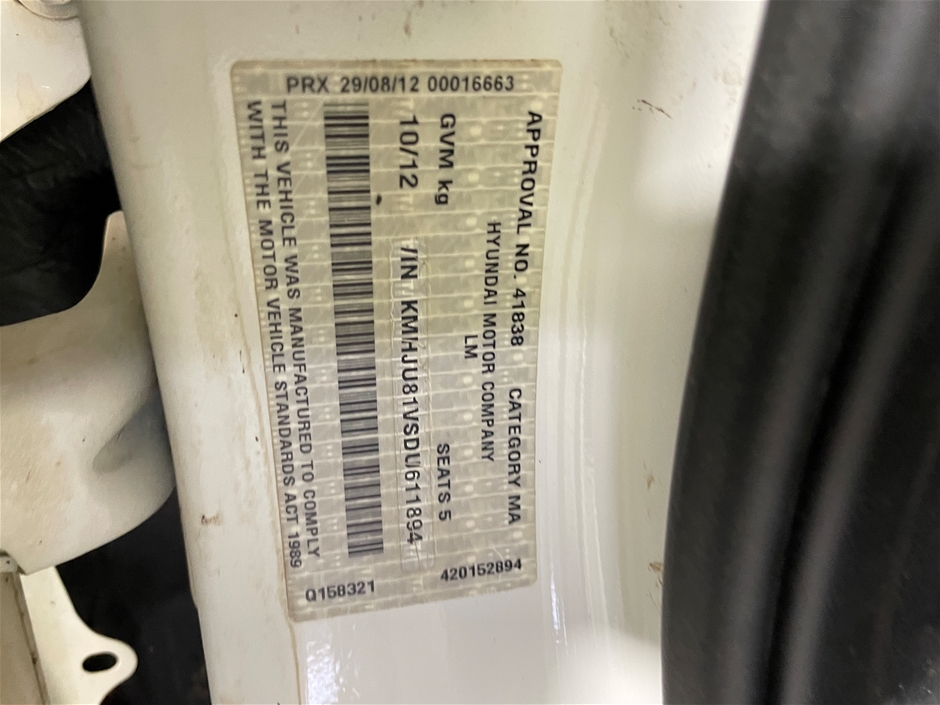 PRX 29/08/12 00016663
APPROVAL NO. 41838 CATEGORY MA
HYUNDAI MOTOR COMPANY
LM
GVM kg SEATS 5
10/12 VIN KMHJU81VSDU611894
THIS VEHICLE WAS MANUFACTURED TO COMPLY
WITH THE MOTOR VEHICLE STANDARDS ACT 1989
420152894
Q158321